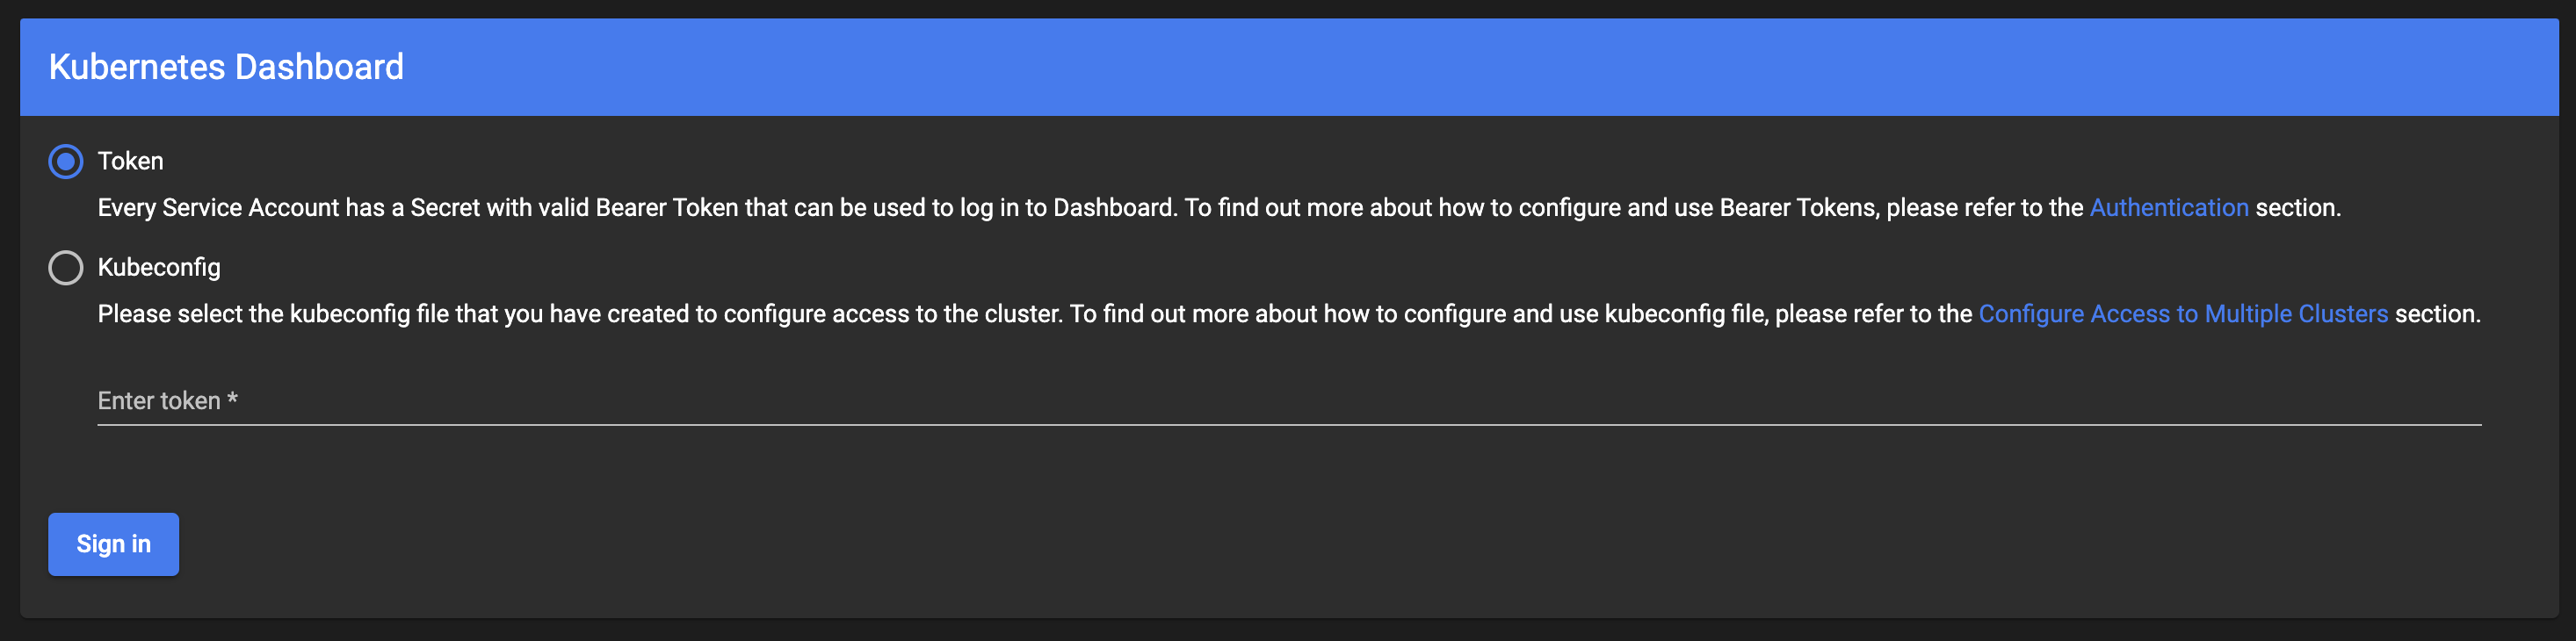 Kubernetes Dashboard
Token
Every Service Account has a Secret with valid Bearer Token that can be used to log in to Dashboard. To find out more about how to configure and use Bearer Tokens, please refer to the Authentication section.
Kubeconfig
Please select the kubeconfig file that you have created to configure access to the cluster. To find out more about how to configure and use kubeconfig file, please refer to the Configure Access to Multiple Clusters section.
Enter token *
Sign in